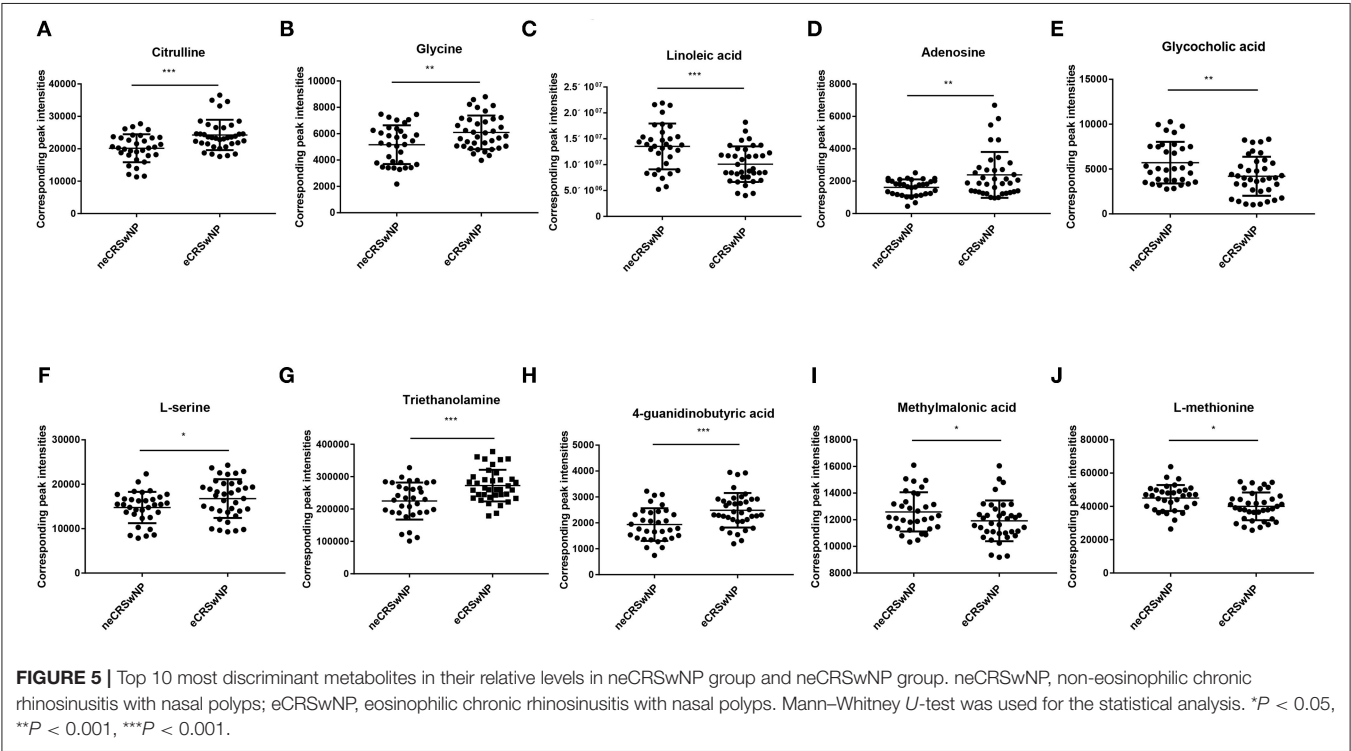 A
Citrulline
***
Corresponding peak intensities
40000
30000
20000
10000
0
neCRSwNP
eCRSwNP
B
Glycine
**
Corresponding peak intensities
10000
8000
6000
4000
2000
0
neCRSwNP
eCRSwNP
C
Linoleic acid
***
Corresponding peak intensities
2.5´ 10⁰⁷
2.0´ 10⁰⁷
1.5´ 10⁰⁷
1.0´ 10⁰⁷
5.0´ 10⁰⁶
0
neCRSwNP
eCRSwNP
D
Adenosine
**
Corresponding peak intensities
8000
6000
4000
2000
0
neCRSwNP
eCRSwNP
E
Glycocholic acid
**
Corresponding peak intensities
15000
10000
5000
0
neCRSwNP
eCRSwNP
F
L-serine
*
Corresponding peak intensities
30000
20000
10000
0
neCRSwNP
eCRSwNP
G
Triethanolamine
***
Corresponding peak intensities
400000
300000
200000
100000
0
neCRSwNP
eCRSwNP
H
4-guanidinobutyric acid
***
Corresponding peak intensities
5000
4000
3000
2000
1000
0
neCRSwNP
eCRSwNP
I
Methylmalonic acid
*
Corresponding peak intensities
18000
16000
14000
12000
10000
8000
neCRSwNP
eCRSwNP
J
L-methionine
*
Corresponding peak intensities
80000
60000
40000
20000
0
neCRSwNP
eCRSwNP
FIGURE 5 | Top 10 most discriminant metabolites in their relative levels in neCRSwNP group and neCRSwNP group. neCRSwNP, non-eosinophilic chronic
rhinosinusitis with nasal polyps; eCRSwNP, eosinophilic chronic rhinosinusitis with nasal polyps. Mann–Whitney U-test was used for the statistical analysis. *P < 0.05,
**P < 0.001, ***P < 0.001.